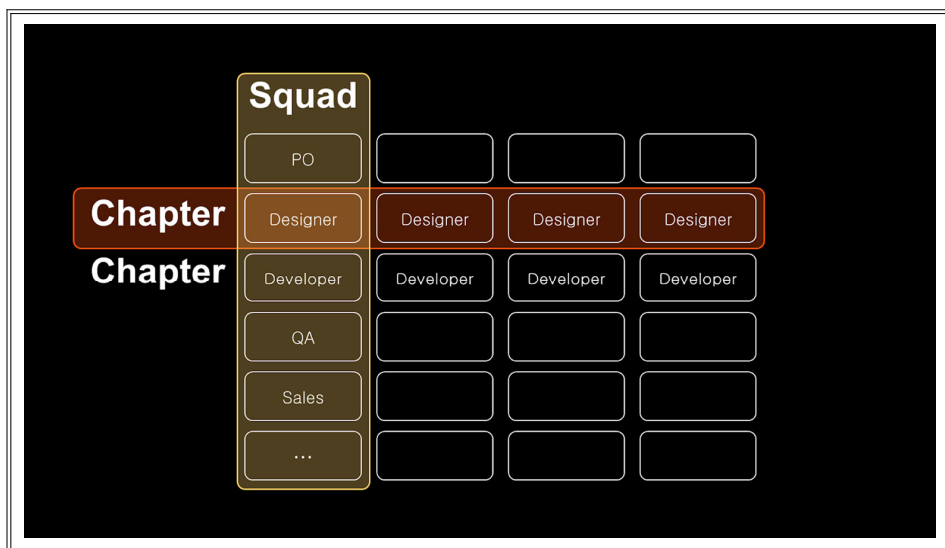 Squad
PO
Chapter Designer Designer Designer Designer
Chapter Developer Developer Developer Developer
QA
Sales
...